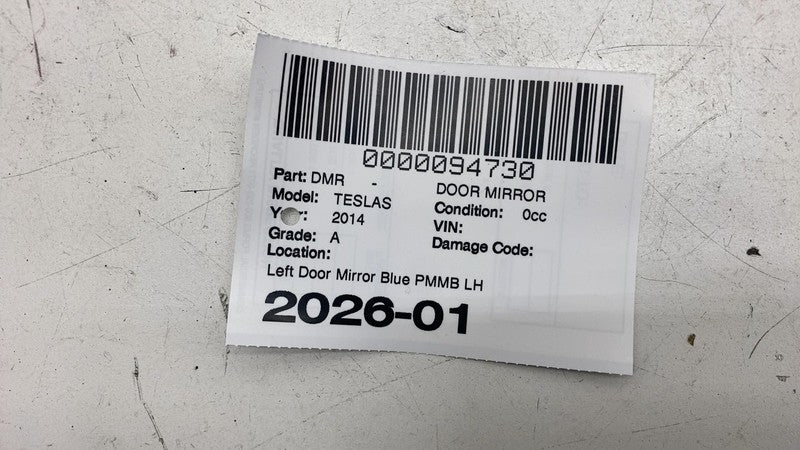 0000094730
Part: DMR - DOOR MIRROR
Model: TESLAS Condition: 0cc
Year: 2014 VIN:
Grade: A Damage Code:
Location:
Left Door Mirror Blue PMMB LH
2026-01